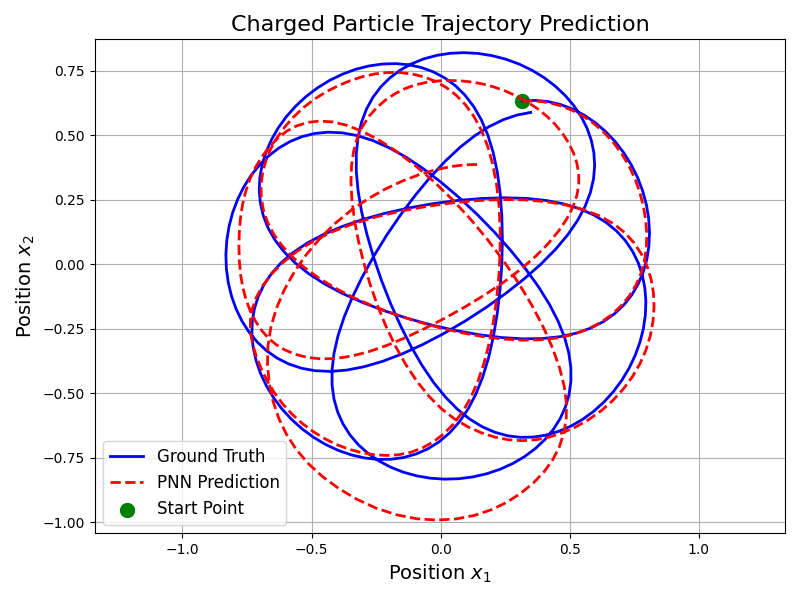 Charged Particle Trajectory Prediction
Position $x_2$
0.75
0.50
0.25
0.00
−0.25
−0.50
−0.75
−1.00
Ground Truth
PNN Prediction
Start Point
−1.0 −0.5 0.0 0.5 1.0
Position $x_1$